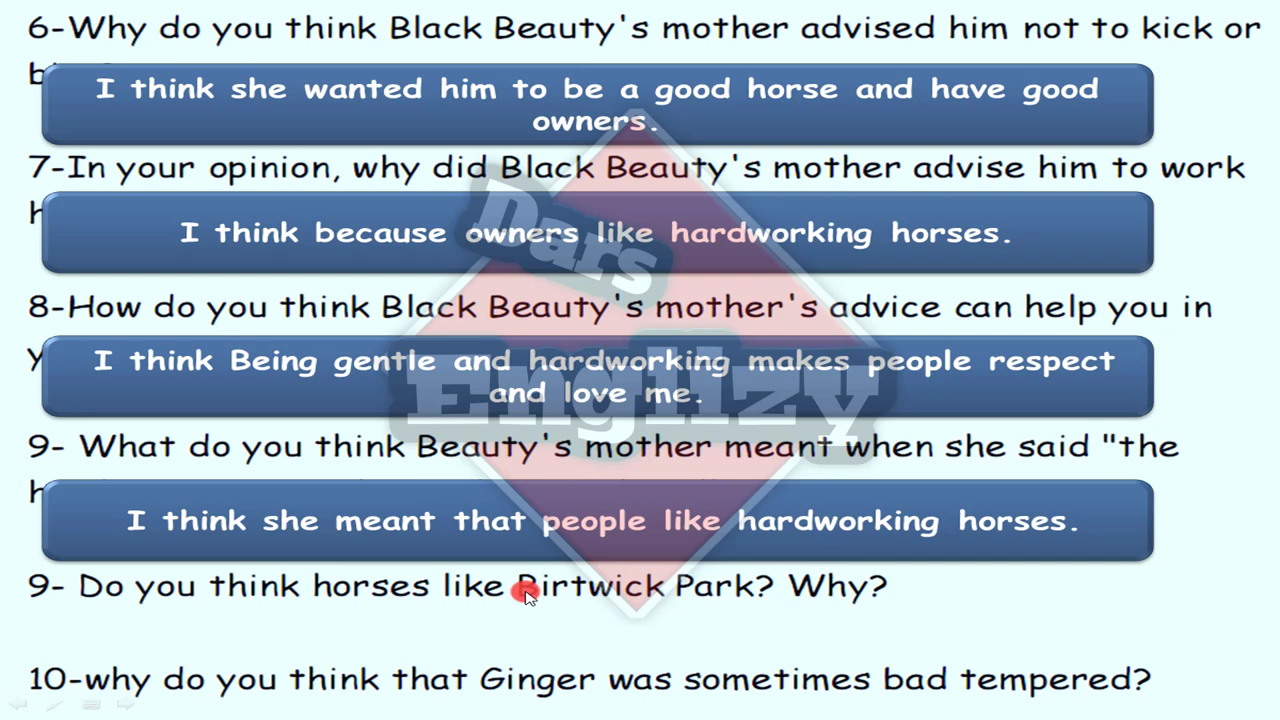 6-Why do you think Black Beauty's mother advised him not to kick or
I think she wanted him to be a good horse and have good
owners.
7-In your opinion, why did Black Beauty's mother advise him to work
I think because owners like hardworking horses.
8-How do you think Black Beauty's mother's advice can help you in
I think Being gentle and hardworking makes people respect
and love me.
9- What do you think Beauty's mother meant when she said "the
I think she meant that people like hardworking horses.
9- Do you think horses like Birtwick Park? Why?
10-why do you think that Ginger was sometimes bad tempered?
Dars
Englizy